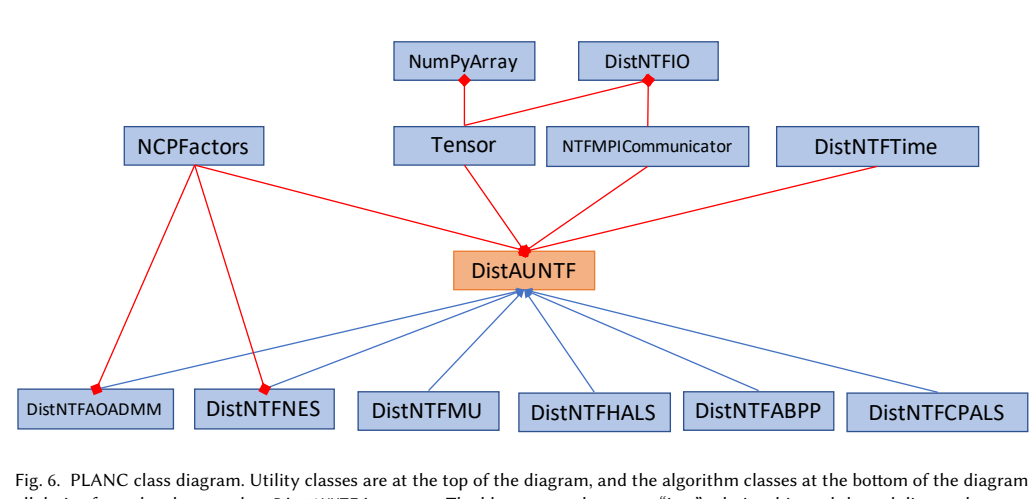 NumPyArray
DistNTFIO
NCPFactors
Tensor
NTFMPICommunicator
DistNTFTime
DistAUNTF
DistNTFAOADMM
DistNTFNES
DistNTFMU
DistNTFHALS
DistNTFABPP
DistNTFCPALS
Fig. 6. PLANC class diagram. Utility classes are at the top of the diagram, and the algorithm classes at the bottom of the diagram